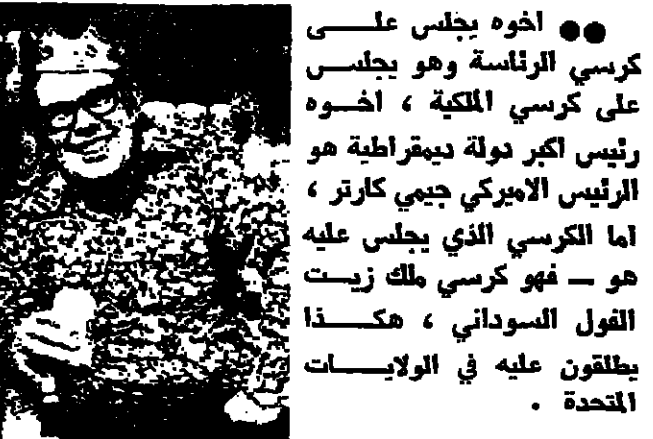 ●● اخوه يجلس على
كرسي الرئاسة وهو يجلس
على كرسي الملكية ، اخوه
رئيس اكبر دولة ديمقراطية هو
الرئيس الاميركي جيمي كارتر ،
اما الكرسي الذي يجلس عليه
هو — فهو كرسي ملك زيت
الفول السوداني ، هكذا
يطلقون عليه في الولايات
المتحدة .